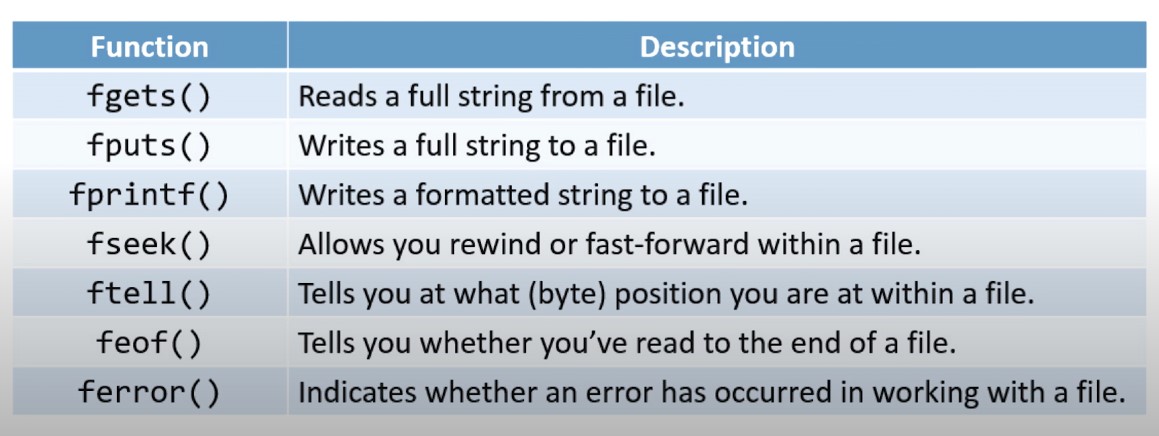 Function Description
fgets() Reads a full string from a file.
fputs() Writes a full string to a file.
fprintf() Writes a formatted string to a file.
fseek() Allows you rewind or fast-forward within a file.
ftell() Tells you at what (byte) position you are at within a file.
feof() Tells you whether you’ve read to the end of a file.
ferror() Indicates whether an error has occurred in working with a file.